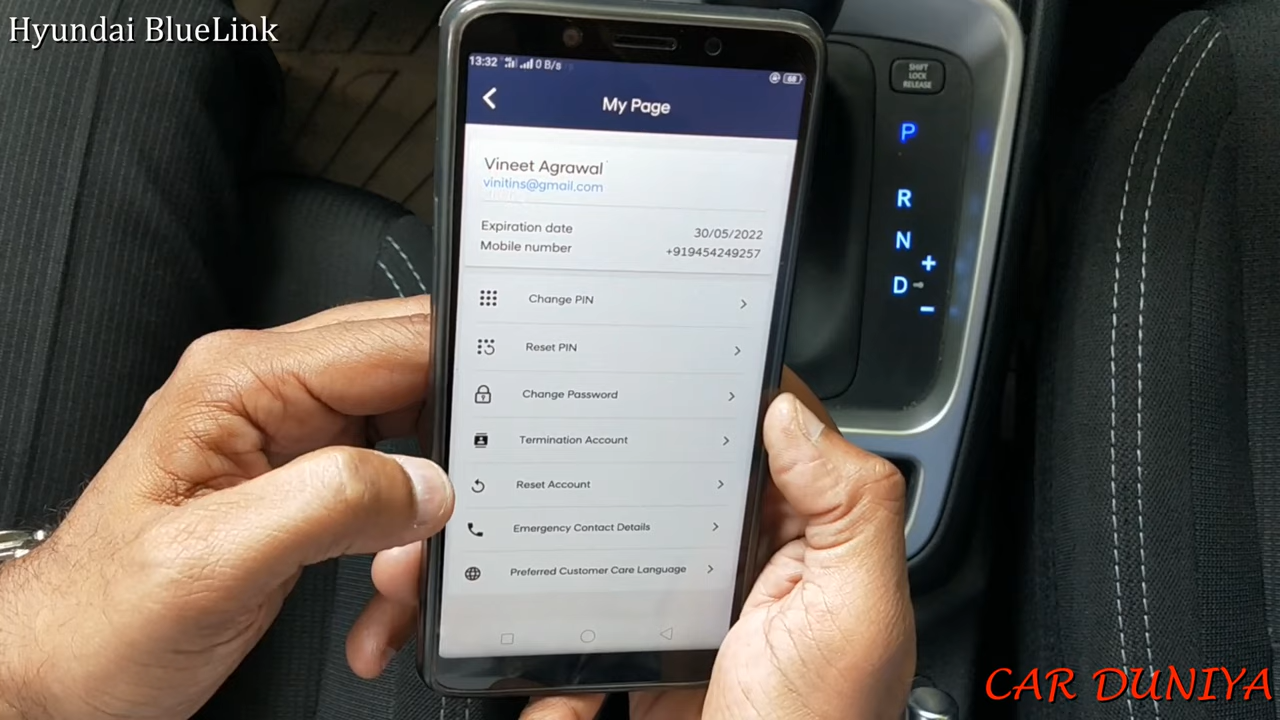 Hyundai BlueLink
13:32 0 B/s 68
My Page
Vineet Agrawal
vinitins@gmail.com
Expiration date 30/05/2022
Mobile number +919454249257
Change PIN
Reset PIN
Change Password
Termination Account
Reset Account
Emergency Contact Details
Preferred Customer Care Language
SHIFT
LOCK
RELEASE
P
R
N
+
D
-
CAR DUNIYA